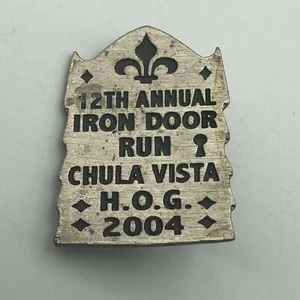 12TH ANNUAL
IRON DOOR
RUN
CHULA VISTA
H.O.G.
2004